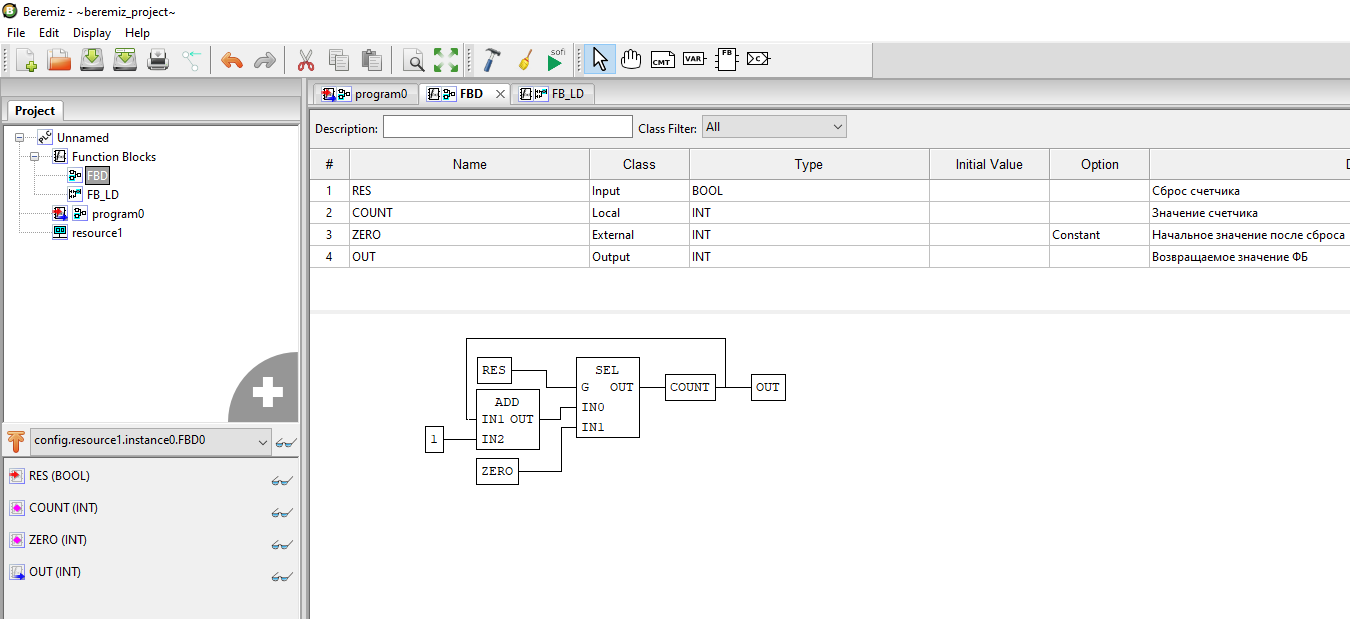 Beremiz - ~beremiz_project~
File Edit Display Help
sofi
CMT VAR FB C
Project
program0 FBD FB_LD
Unnamed
Function Blocks
FBD
FB_LD
program0
resource1
config.resource1.instance0.FBD0
RES (BOOL)
COUNT (INT)
ZERO (INT)
OUT (INT)
Description: Class Filter: All
# Name Class Type Initial Value Option
1 RES Input BOOL Сброс счетчика
2 COUNT Local INT Значение счетчика
3 ZERO External INT Constant Начальное значение после сброса
4 OUT Output INT Возвращаемое значение ФБ
RES SEL
G OUT COUNT OUT
ADD IN0
IN1 OUT IN1
1 IN2
ZERO